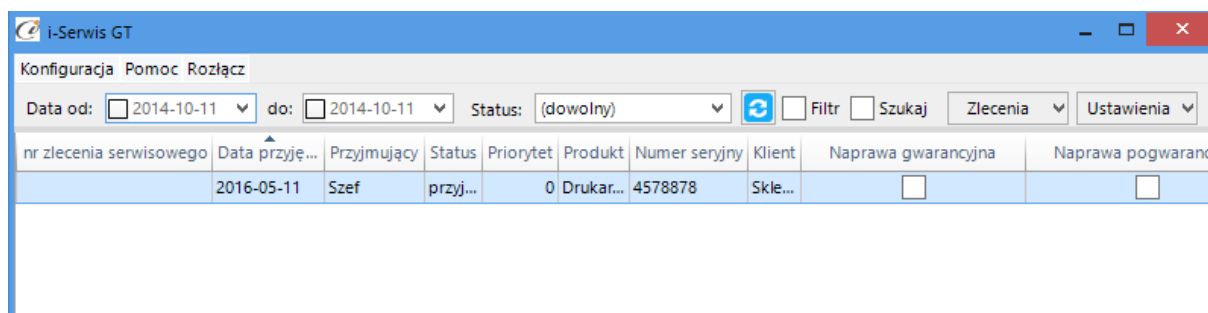 i-Serwis GT
Konfiguracja Pomoc Rozłącz
Data od: 2014-10-11 do: 2014-10-11 Status: (dowolny) Filtr Szukaj Zlecenia Ustawienia
nr zlecenia serwisowego Data przyję... Przyjmujący Status Priorytet Produkt Numer seryjny Klient Naprawa gwarancyjna Naprawa pogwaranc
2016-05-11 Szef przyj... 0 Drukar... 4578878 Skle...